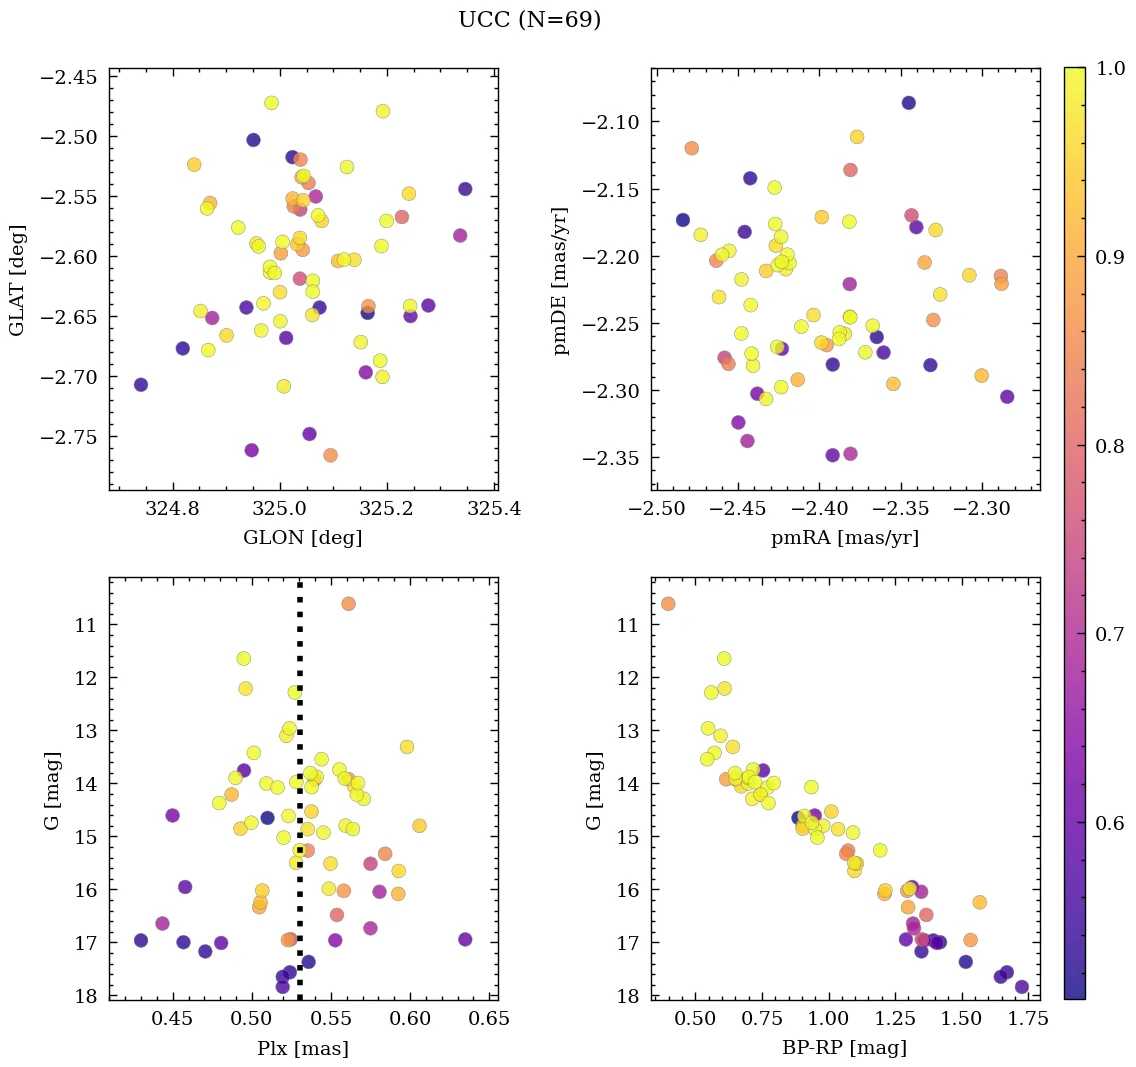 UCC (N=69)
−2.45
−2.50
−2.55
−2.60
−2.65
−2.70
−2.75
GLAT [deg]
324.8 325.0 325.2 325.4
GLON [deg]
−2.10
−2.15
−2.20
−2.25
−2.30
−2.35
pmDE [mas/yr]
−2.50 −2.45 −2.40 −2.35 −2.30
pmRA [mas/yr]
1.0
0.9
0.8
0.7
0.6
11
12
13
14
15
16
17
18
G [mag]
0.45 0.50 0.55 0.60 0.65
Plx [mas]
11
12
13
14
15
16
17
18
G [mag]
0.50 0.75 1.00 1.25 1.50 1.75
BP-RP [mag]